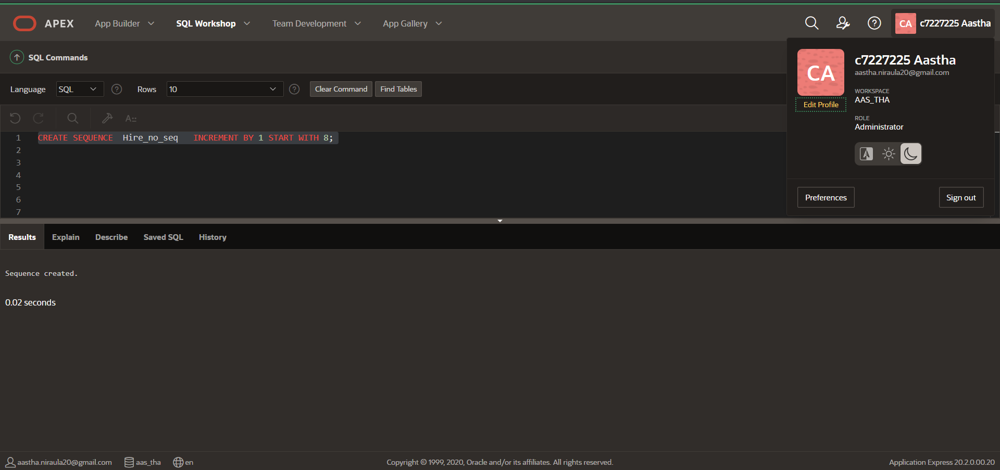 APEX App Builder SQL Workshop Team Development App Gallery CA c7227225 Aastha
SQL Commands
CA
c7227225 Aastha
aastha.niraula20@gmail.com
WORKSPACE
AAS_THA
Edit Profile
ROLE
Administrator
Preferences Sign out
Language SQL ? Rows 10 ? Clear Command Find Tables
A::
1 CREATE SEQUENCE  Hire_no_seq   INCREMENT BY 1 START WITH 8;
2
3
4
5
6
7
Results Explain Describe Saved SQL History
Sequence created.
0.02 seconds
aastha.niraula20@gmail.com aas_tha en Copyright © 1999, 2020, Oracle and/or its affiliates. All rights reserved. Application Express 20.2.0.00.20